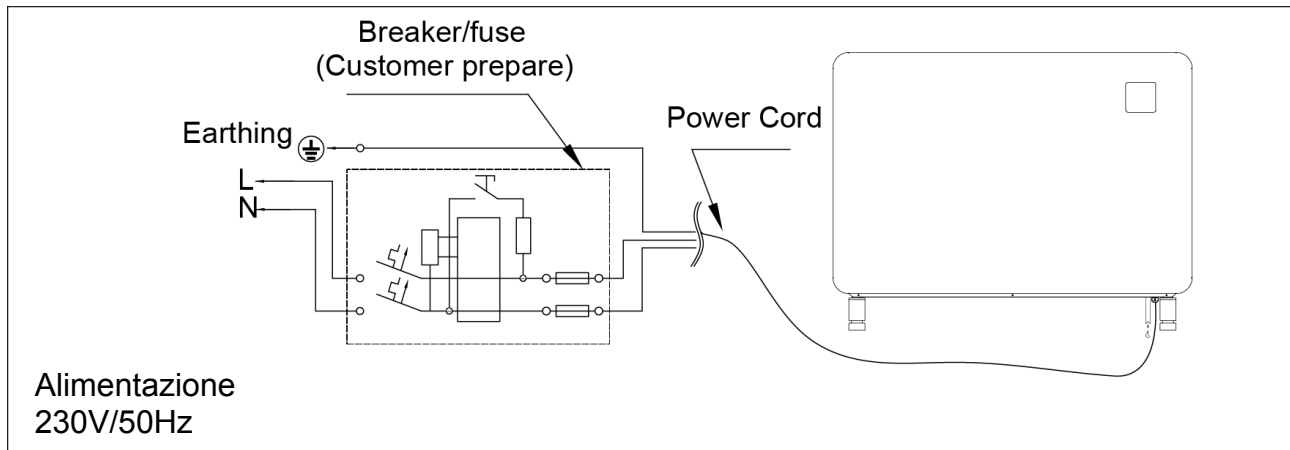 Breaker/fuse
(Customer prepare)
Power Cord
Earthing
L
N
Alimentazione
230V/50Hz